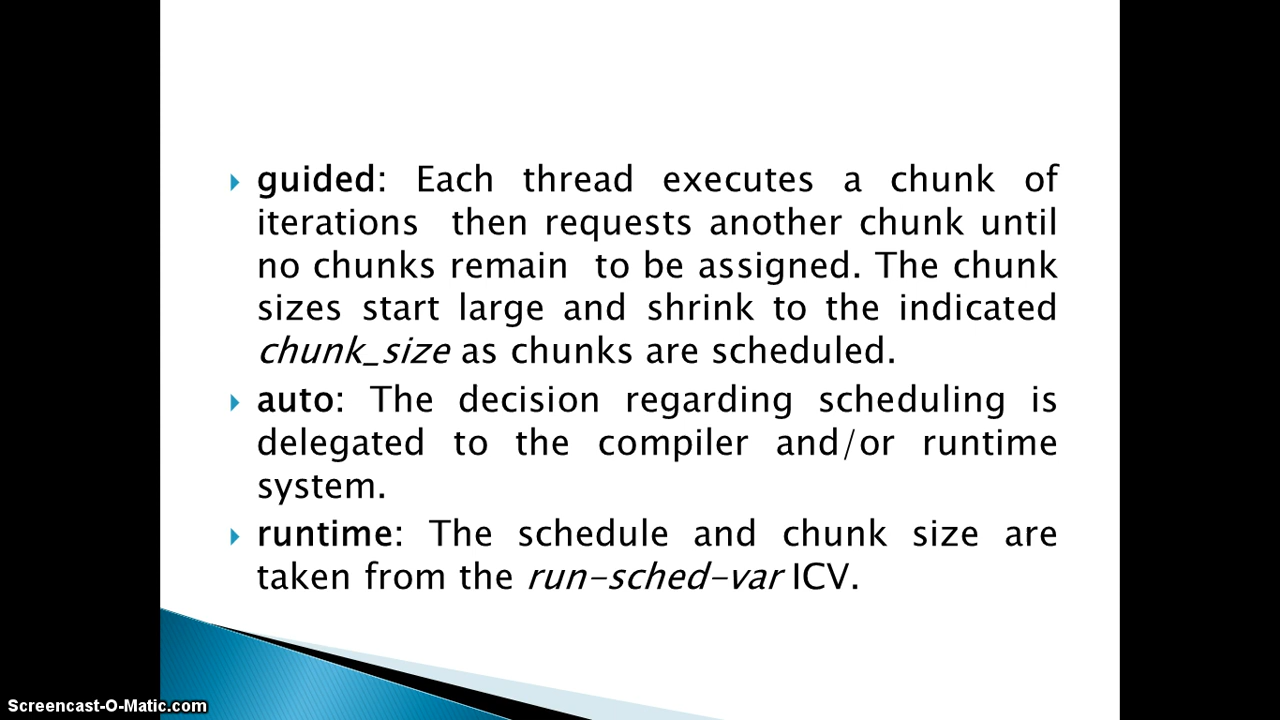 guided: Each thread executes a chunk of
iterations then requests another chunk until
no chunks remain to be assigned. The chunk
sizes start large and shrink to the indicated
chunk_size as chunks are scheduled.
auto: The decision regarding scheduling is
delegated to the compiler and/or runtime
system.
runtime: The schedule and chunk size are
taken from the run-sched-var ICV.
Screencast-O-Matic.com